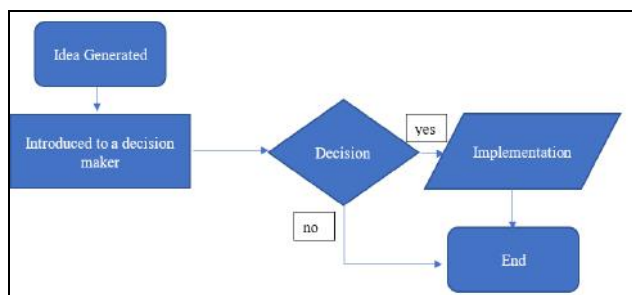 Idea Generated
Introduced to a decision
maker
Decision
yes
Implementation
no
End